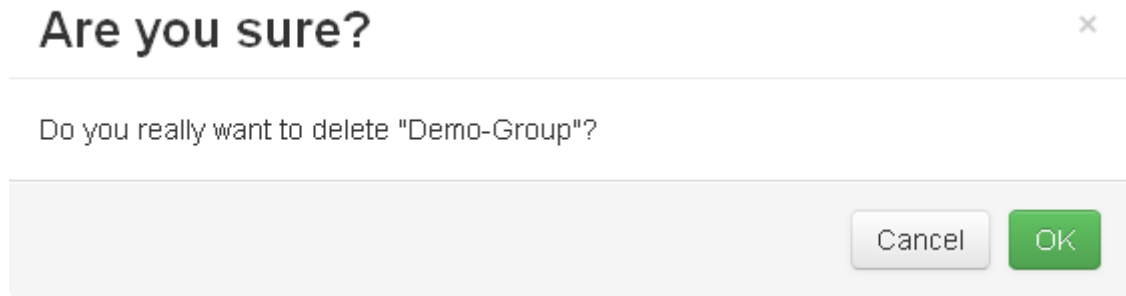 Are you sure?
×
Do you really want to delete "Demo-Group"?
Cancel
OK